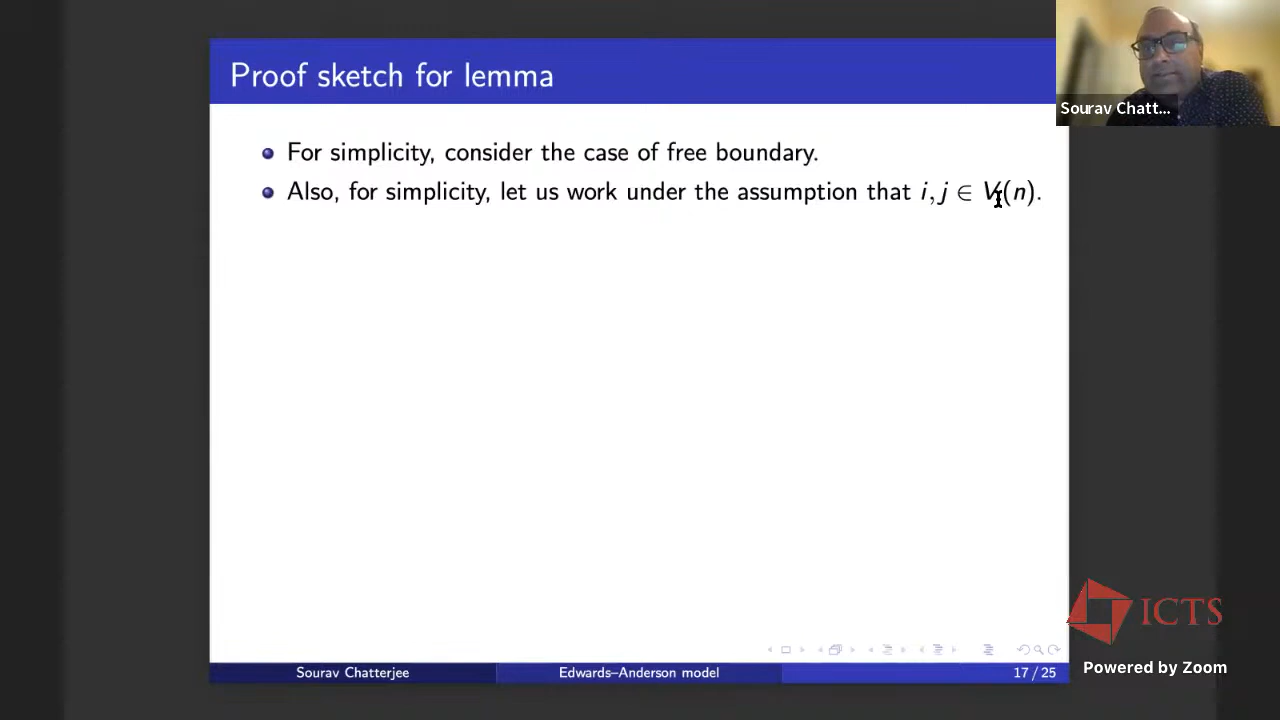 Proof sketch for lemma
Sourav Chatt...
For simplicity, consider the case of free boundary.
Also, for simplicity, let us work under the assumption that i, j ∈ V₁(n).
ICTS
Powered by Zoom
Sourav Chatterjee
Edwards–Anderson model
17 / 25